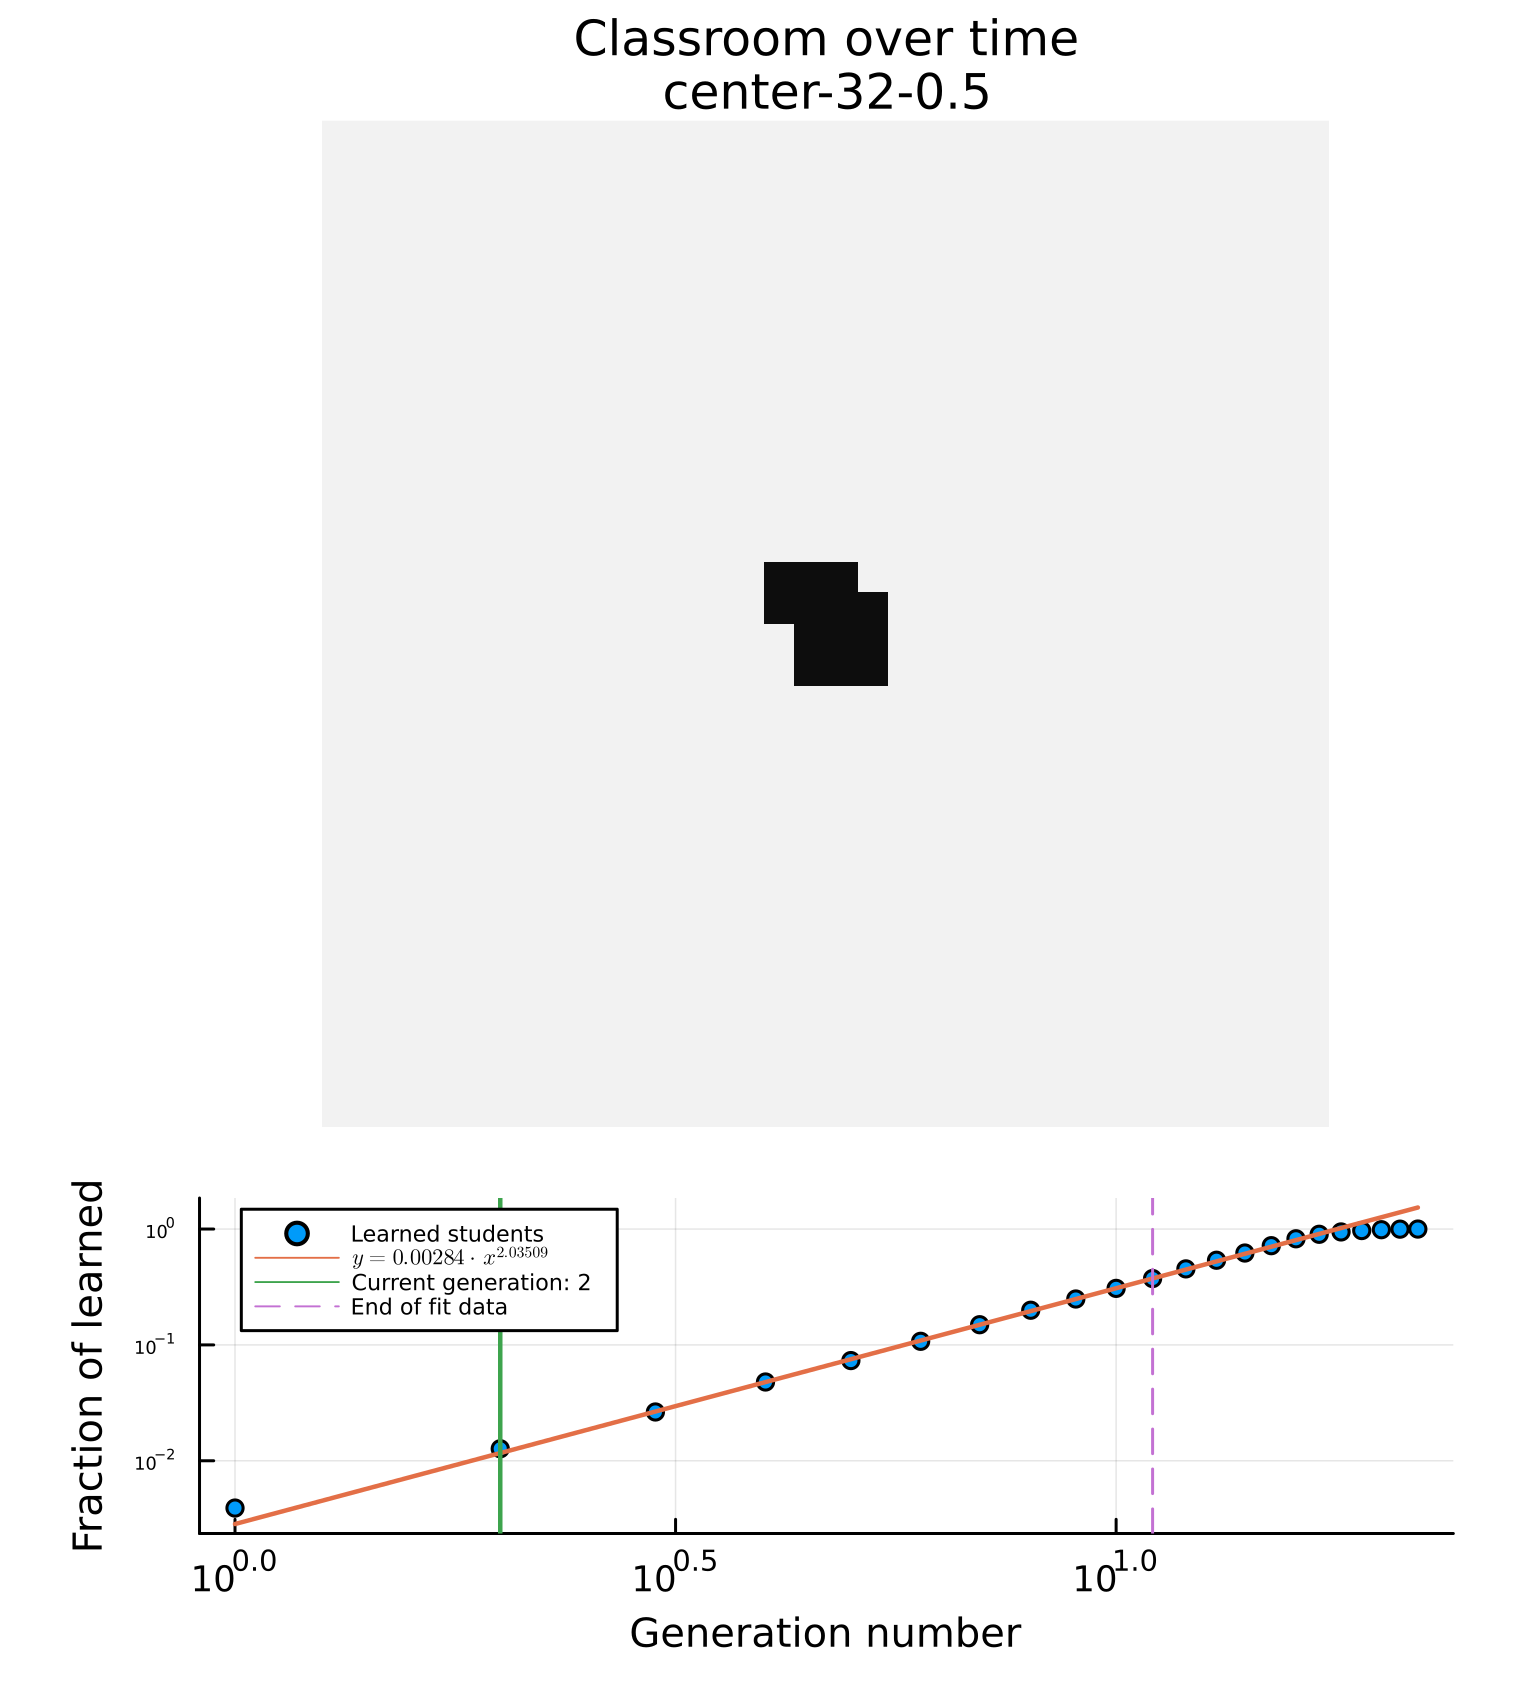 Classroom over time
center-32-0.5
Fraction of learned
10^0
10^−1
10^−2
Learned students
y = 0.00284 · x^2.03509
Current generation: 2
End of fit data
10^0.0 10^0.5 10^1.0
Generation number